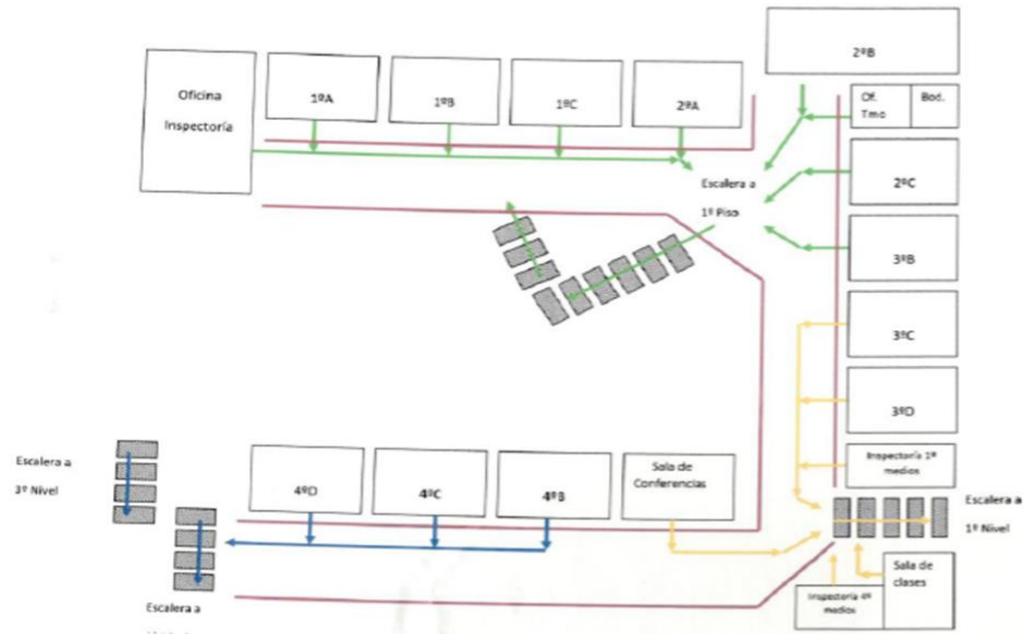 2ºB
Oficina
Inspectoría
1ºA
1ºB
1ºC
2ºA
Of.
Tmo
Bod.
Escalera a
1º Piso
2ºC
3ºB
3ºC
3ºD
Inspectoría 1º
medios
Escalera a
3º Nivel
4ºD
4ºC
4ºB
Sala de
Conferencias
Escalera a
1º Nivel
Sala de
clases
Inspectoría 4º
medios
Escalera a